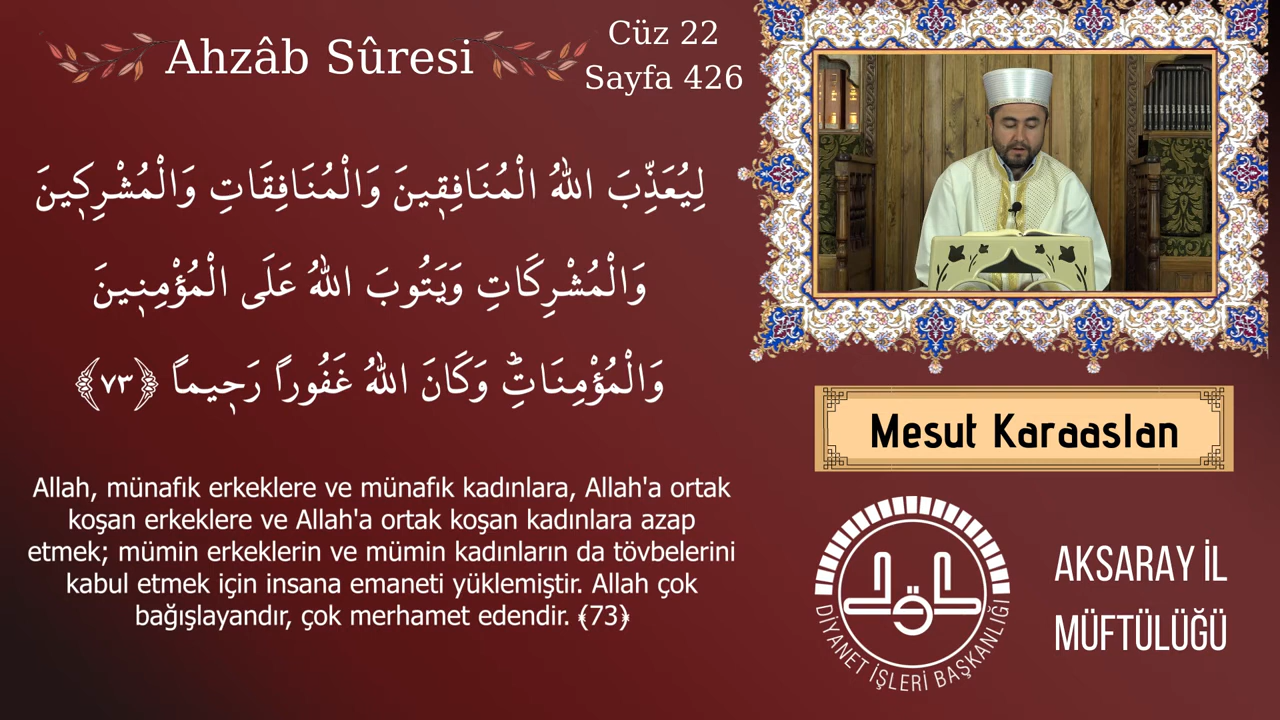 Ahzâb Sûresi
Cüz 22
Sayfa 426
لِيُعَذِّبَ اللّٰهُ الْمُنَافِق۪ينَ وَالْمُنَافِقَاتِ وَالْمُشْرِك۪ينَ
وَالْمُشْرِكَاتِ وَيَتُوبَ اللّٰهُ عَلَى الْمُؤْمِن۪ينَ
وَالْمُؤْمِنَاتِۜ وَكَانَ اللّٰهُ غَفُوراً رَح۪يماً ﴿٧٣﴾
Allah, münafık erkeklere ve münafık kadınlara, Allah'a ortak
koşan erkeklere ve Allah'a ortak koşan kadınlara azap
etmek; mümin erkeklerin ve mümin kadınların da tövbelerini
kabul etmek için insana emaneti yüklemiştir. Allah çok
bağışlayandır, çok merhamet edendir. ﴾73﴿
Mesut Karaaslan
DİYANET İŞLERİ BAŞKANLIĞI
AKSARAY İL
MÜFTÜLÜĞÜ